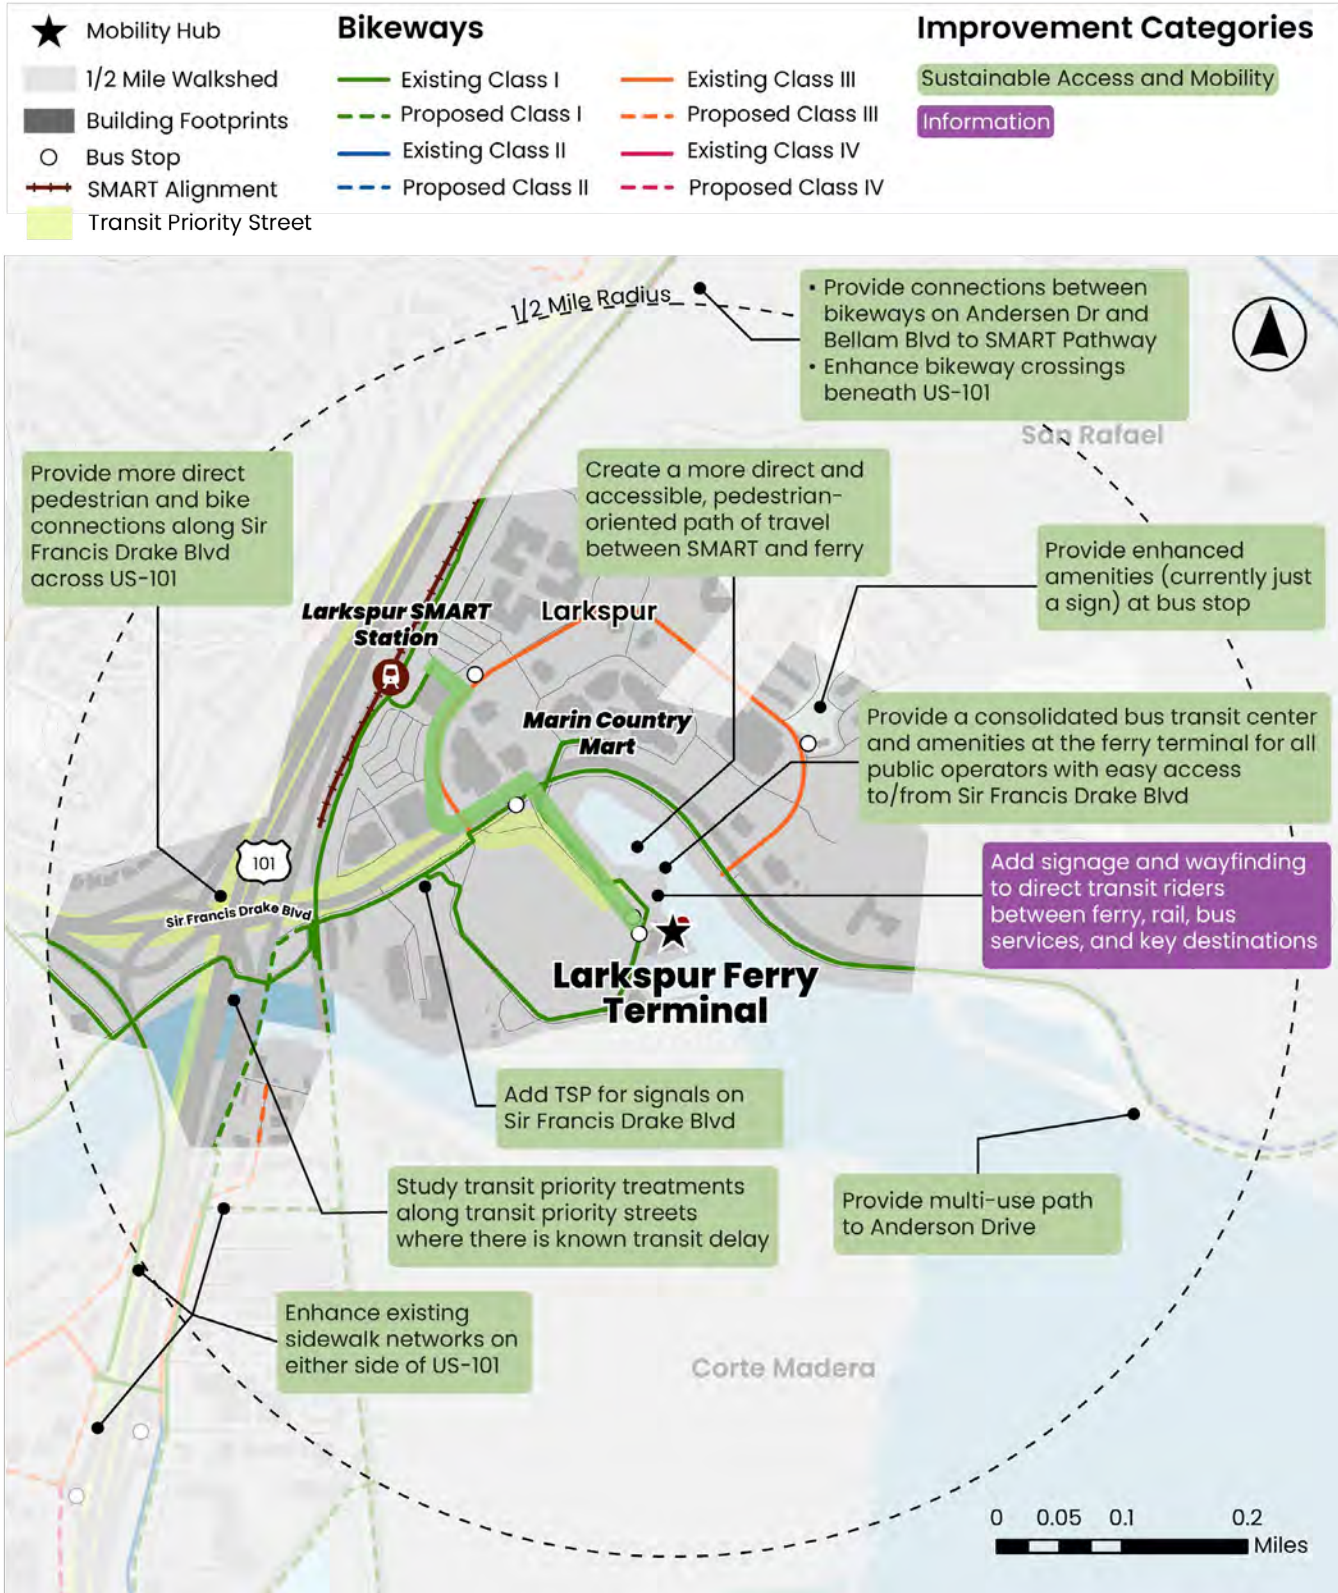 Mobility Hub
1/2 Mile Walkshed
Building Footprints
Bus Stop
SMART Alignment
Transit Priority Street
Bikeways
Existing Class I
Proposed Class I
Existing Class II
Proposed Class II
Existing Class III
Proposed Class III
Existing Class IV
Proposed Class IV
Improvement Categories
Sustainable Access and Mobility
Information
1/2 Mile Radius
• Provide connections between
bikeways on Andersen Dr and
Bellam Blvd to SMART Pathway
• Enhance bikeway crossings
beneath US-101
San Rafael
Provide more direct
pedestrian and bike
connections along Sir
Francis Drake Blvd
across US-101
Create a more direct and
accessible, pedestrian-
oriented path of travel
between SMART and ferry
Provide enhanced
amenities (currently just
a sign) at bus stop
Larkspur SMART
Station
Larkspur
Marin Country
Mart
Provide a consolidated bus transit center
and amenities at the ferry terminal for all
public operators with easy access
to/from Sir Francis Drake Blvd
101
Sir Francis Drake Blvd
Add signage and wayfinding
to direct transit riders
between ferry, rail, bus
services, and key destinations
Larkspur Ferry
Terminal
Add TSP for signals on
Sir Francis Drake Blvd
Study transit priority treatments
along transit priority streets
where there is known transit delay
Provide multi-use path
to Anderson Drive
Enhance existing
sidewalk networks on
either side of US-101
Corte Madera
0 0.05 0.1 0.2
Miles